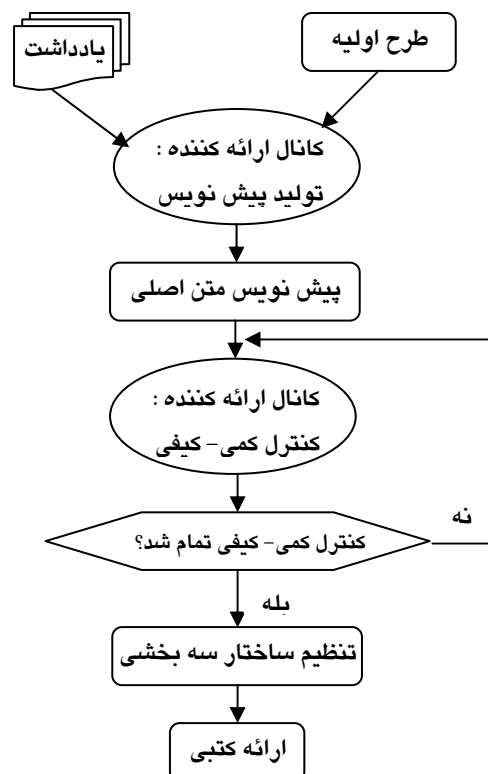 طرح اولیه
یادداشت
کانال ارائه کننده :
تولید پیش نویس
پیش نویس متن اصلی
کانال ارائه کننده :
کنترل کمی- کیفی
کنترل کمی- کیفی تمام شد؟
نه
بله
تنظیم ساختار سه بخشی
ارائه کتبی